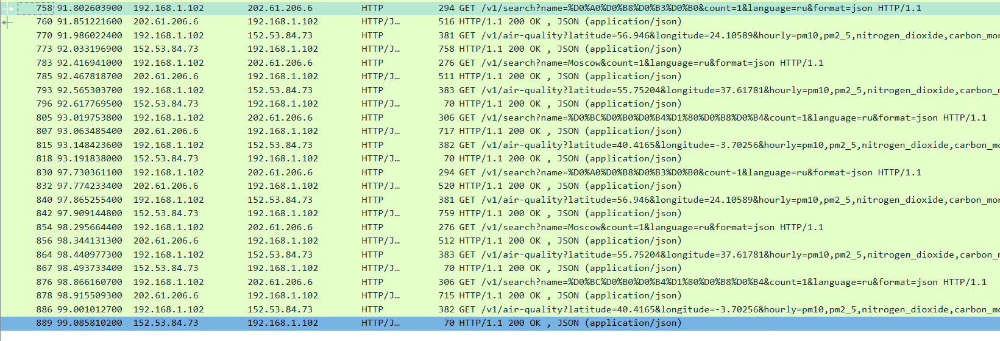 758 91.802603900 192.168.1.102 202.61.206.6 HTTP 294 GET /v1/search?name=%D0%A0%D0%B8%D0%B3%D0%B0&count=1&language=ru&format=json HTTP/1.1
760 91.851221600 202.61.206.6 192.168.1.102 HTTP/J… 516 HTTP/1.1 200 OK , JSON (application/json)
770 91.986022400 192.168.1.102 152.53.84.73 HTTP 381 GET /v1/air-quality?latitude=56.946&longitude=24.10589&hourly=pm10,pm2_5,nitrogen_dioxide,carbon_mo
773 92.033196900 152.53.84.73 192.168.1.102 HTTP/J… 758 HTTP/1.1 200 OK , JSON (application/json)
783 92.416941000 192.168.1.102 202.61.206.6 HTTP 276 GET /v1/search?name=Moscow&count=1&language=ru&format=json HTTP/1.1
785 92.467818700 202.61.206.6 192.168.1.102 HTTP/J… 511 HTTP/1.1 200 OK , JSON (application/json)
793 92.565303700 192.168.1.102 152.53.84.73 HTTP 383 GET /v1/air-quality?latitude=55.75204&longitude=37.61781&hourly=pm10,pm2_5,nitrogen_dioxide,carbon_
796 92.617769500 152.53.84.73 192.168.1.102 HTTP/J… 70 HTTP/1.1 200 OK , JSON (application/json)
805 93.019753800 192.168.1.102 202.61.206.6 HTTP 306 GET /v1/search?name=%D0%BC%D0%B0%D0%B4%D1%80%D0%B8%D0%B4&count=1&language=ru&format=json HTTP/1.1
807 93.063485400 202.61.206.6 192.168.1.102 HTTP/J… 717 HTTP/1.1 200 OK , JSON (application/json)
815 93.148423600 192.168.1.102 152.53.84.73 HTTP 382 GET /v1/air-quality?latitude=40.4165&longitude=-3.70256&hourly=pm10,pm2_5,nitrogen_dioxide,carbon_m
818 93.191838000 152.53.84.73 192.168.1.102 HTTP/J… 70 HTTP/1.1 200 OK , JSON (application/json)
830 97.730361100 192.168.1.102 202.61.206.6 HTTP 294 GET /v1/search?name=%D0%A0%D0%B8%D0%B3%D0%B0&count=1&language=ru&format=json HTTP/1.1
832 97.774233400 202.61.206.6 192.168.1.102 HTTP/J… 520 HTTP/1.1 200 OK , JSON (application/json)
840 97.865255400 192.168.1.102 152.53.84.73 HTTP 381 GET /v1/air-quality?latitude=56.946&longitude=24.10589&hourly=pm10,pm2_5,nitrogen_dioxide,carbon_mo
842 97.909144800 152.53.84.73 192.168.1.102 HTTP/J… 759 HTTP/1.1 200 OK , JSON (application/json)
854 98.295664400 192.168.1.102 202.61.206.6 HTTP 276 GET /v1/search?name=Moscow&count=1&language=ru&format=json HTTP/1.1
856 98.344131300 202.61.206.6 192.168.1.102 HTTP/J… 512 HTTP/1.1 200 OK , JSON (application/json)
864 98.440977300 192.168.1.102 152.53.84.73 HTTP 383 GET /v1/air-quality?latitude=55.75204&longitude=37.61781&hourly=pm10,pm2_5,nitrogen_dioxide,carbon_
867 98.493733400 152.53.84.73 192.168.1.102 HTTP/J… 70 HTTP/1.1 200 OK , JSON (application/json)
876 98.866160700 192.168.1.102 202.61.206.6 HTTP 306 GET /v1/search?name=%D0%BC%D0%B0%D0%B4%D1%80%D0%B8%D0%B4&count=1&language=ru&format=json HTTP/1.1
878 98.915509300 202.61.206.6 192.168.1.102 HTTP/J… 715 HTTP/1.1 200 OK , JSON (application/json)
886 99.001012700 192.168.1.102 152.53.84.73 HTTP 382 GET /v1/air-quality?latitude=40.4165&longitude=-3.70256&hourly=pm10,pm2_5,nitrogen_dioxide,carbon_m
889 99.085810200 152.53.84.73 192.168.1.102 HTTP/J… 70 HTTP/1.1 200 OK , JSON (application/json)